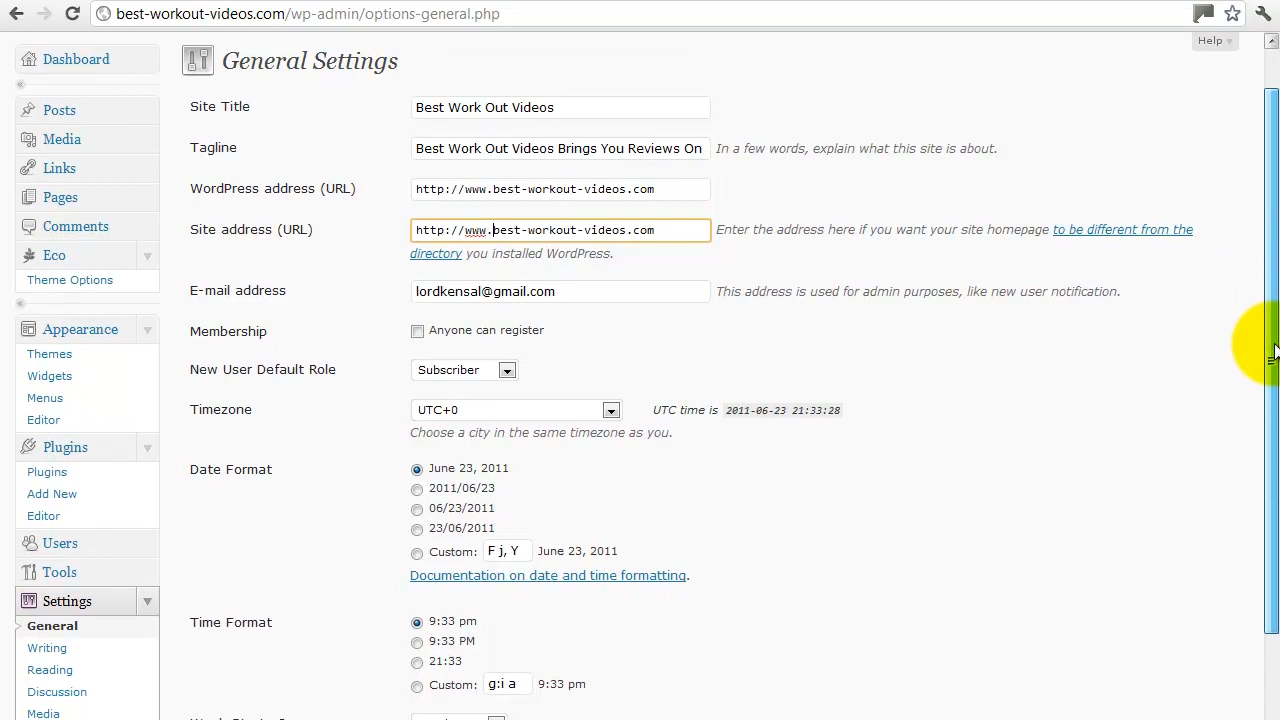 best-workout-videos.com/wp-admin/options-general.php
Help
Dashboard
Posts
Media
Links
Pages
Comments
Eco
Theme Options
Appearance
Themes
Widgets
Menus
Editor
Plugins
Plugins
Add New
Editor
Users
Tools
Settings
General
Writing
Reading
Discussion
Media
General Settings
Site Title Best Work Out Videos
Tagline Best Work Out Videos Brings You Reviews On In a few words, explain what this site is about.
WordPress address (URL) http://www.best-workout-videos.com
Site address (URL) http://www.best-workout-videos.com Enter the address here if you want your site homepage to be different from the
directory you installed WordPress.
E-mail address lordkensal@gmail.com This address is used for admin purposes, like new user notification.
Membership Anyone can register
New User Default Role Subscriber
Timezone UTC+0 UTC time is 2011-06-23 21:33:28
Choose a city in the same timezone as you.
Date Format June 23, 2011
2011/06/23
06/23/2011
23/06/2011
Custom: F j, Y June 23, 2011
Documentation on date and time formatting.
Time Format 9:33 pm
9:33 PM
21:33
Custom: g:i a 9:33 pm